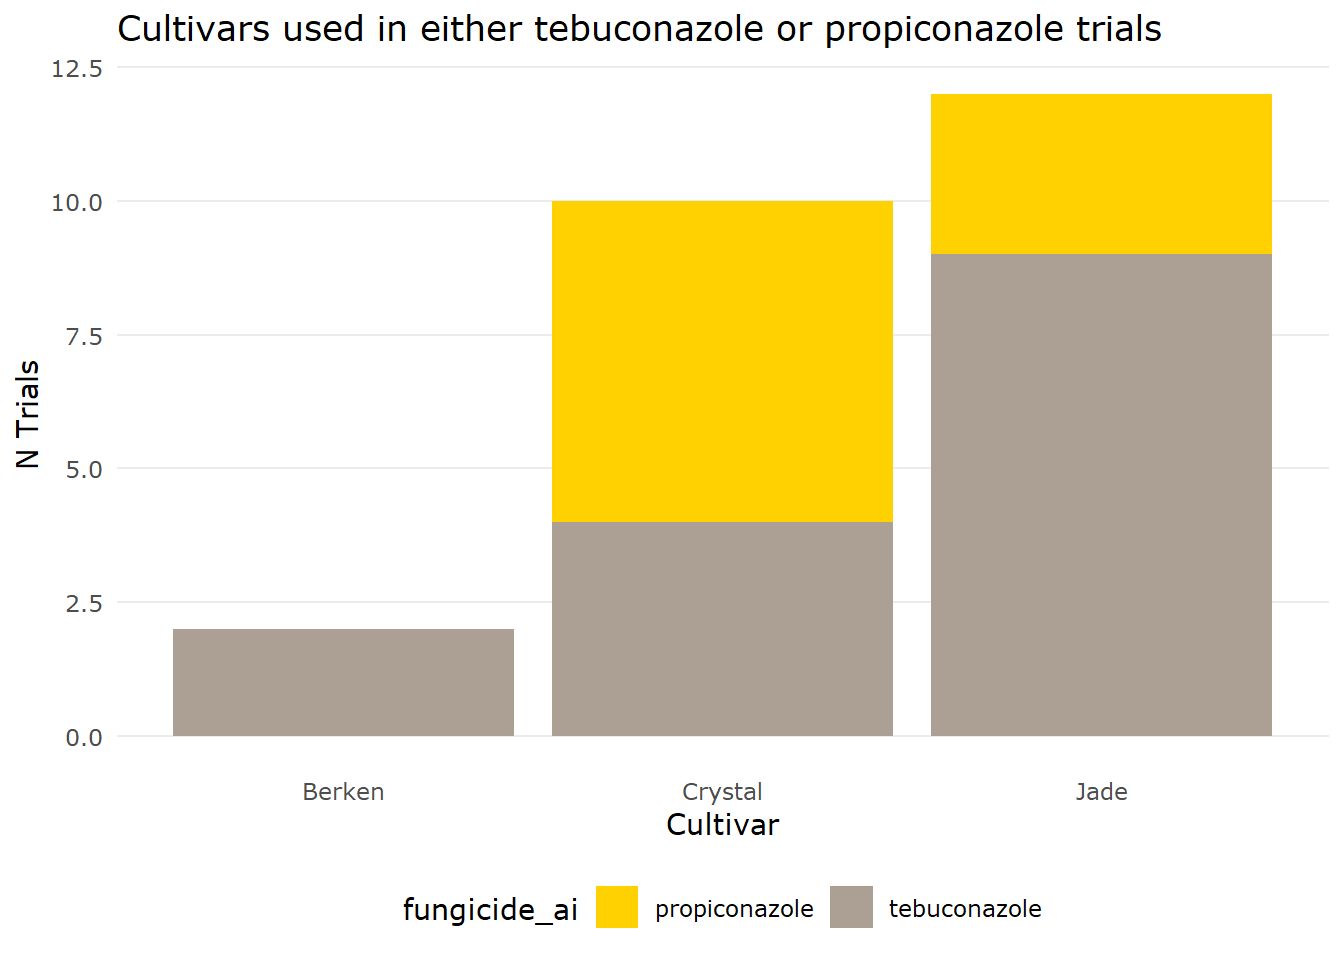 Cultivars used in either tebuconazole or propiconazole trials
12.5
10.0
7.5
5.0
2.5
0.0
N Trials
Berken Crystal Jade
Cultivar
fungicide_ai propiconazole tebuconazole